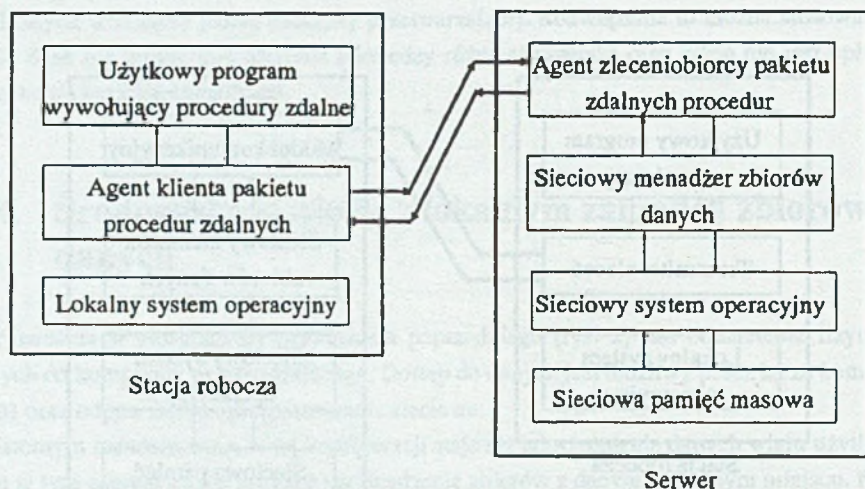 Użytkowy program
wywołujący procedury zdalne
Agent klienta pakietu
procedur zdalnych
Lokalny system operacyjny
Stacja robocza
Agent zleceniobiorcy pakietu
zdalnych procedur
Sieciowy menadżer zbiorów
danych
Sieciowy system operacyjny
Sieciowa pamięć masowa
Serwer